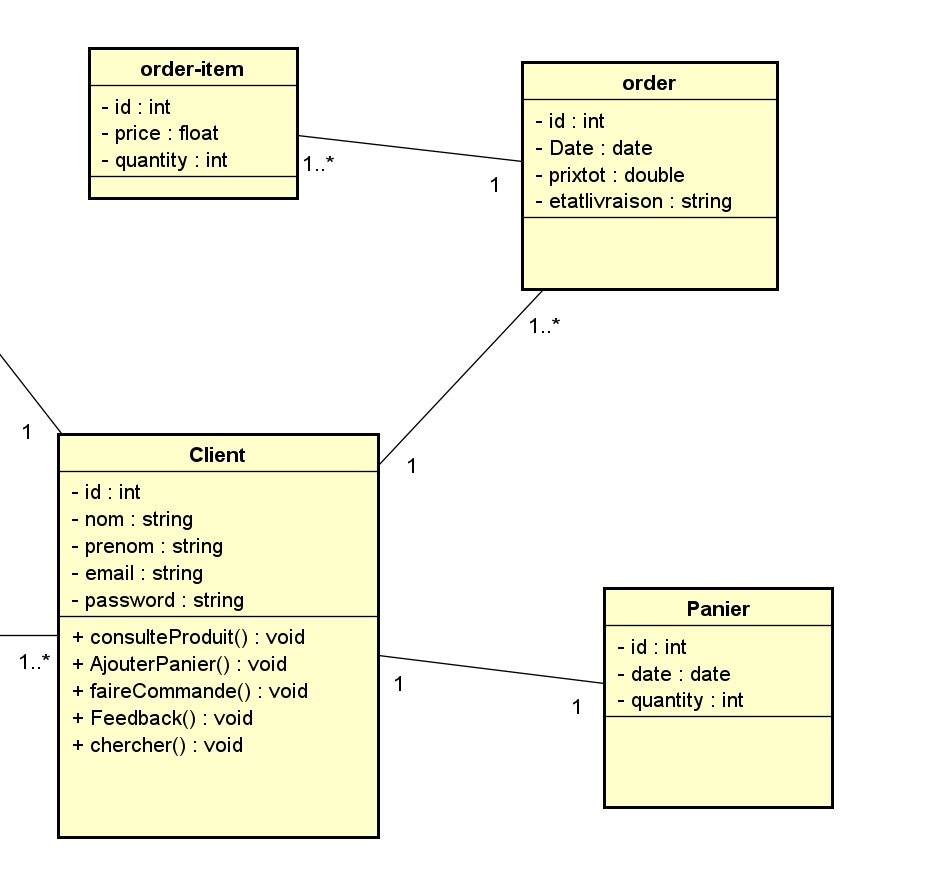 order-item
- id : int
- price : float
- quantity : int
1..*
1
order
- id : int
- Date : date
- prixtot : double
- etatlivraison : string
1..*
1
1
Client
- id : int
- nom : string
- prenom : string
- email : string
- password : string
+ consulteProduit() : void
+ AjouterPanier() : void
+ faireCommande() : void
+ Feedback() : void
+ chercher() : void
1..*
1
1
Panier
- id : int
- date : date
- quantity : int